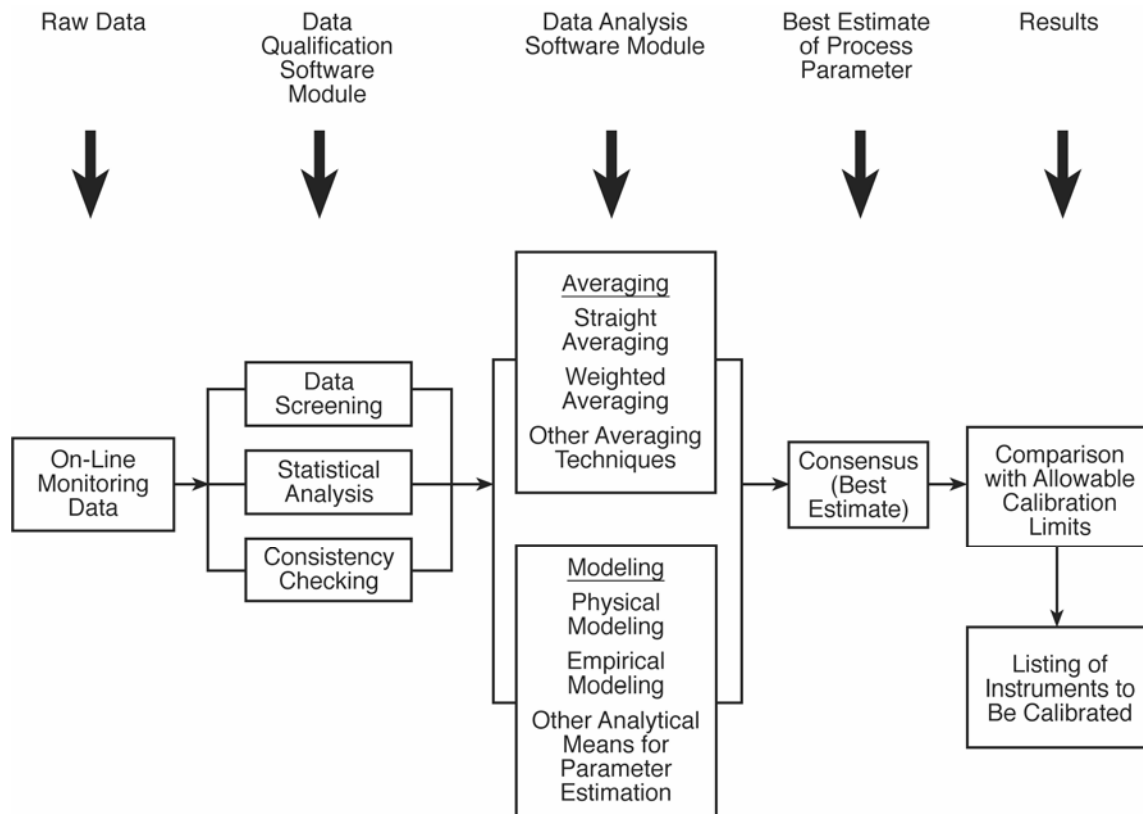 Raw Data
Data
Qualification
Software
Module
Data Analysis
Software Module
Best Estimate
of Process
Parameter
Results
On-Line
Monitoring
Data
Data
Screening
Statistical
Analysis
Consistency
Checking
Averaging
Straight
Averaging
Weighted
Averaging
Other Averaging
Techniques
Modeling
Physical
Modeling
Empirical
Modeling
Other Analytical
Means for
Parameter
Estimation
Consensus
(Best
Estimate)
Comparison
with Allowable
Calibration
Limits
Listing of
Instruments to
Be Calibrated